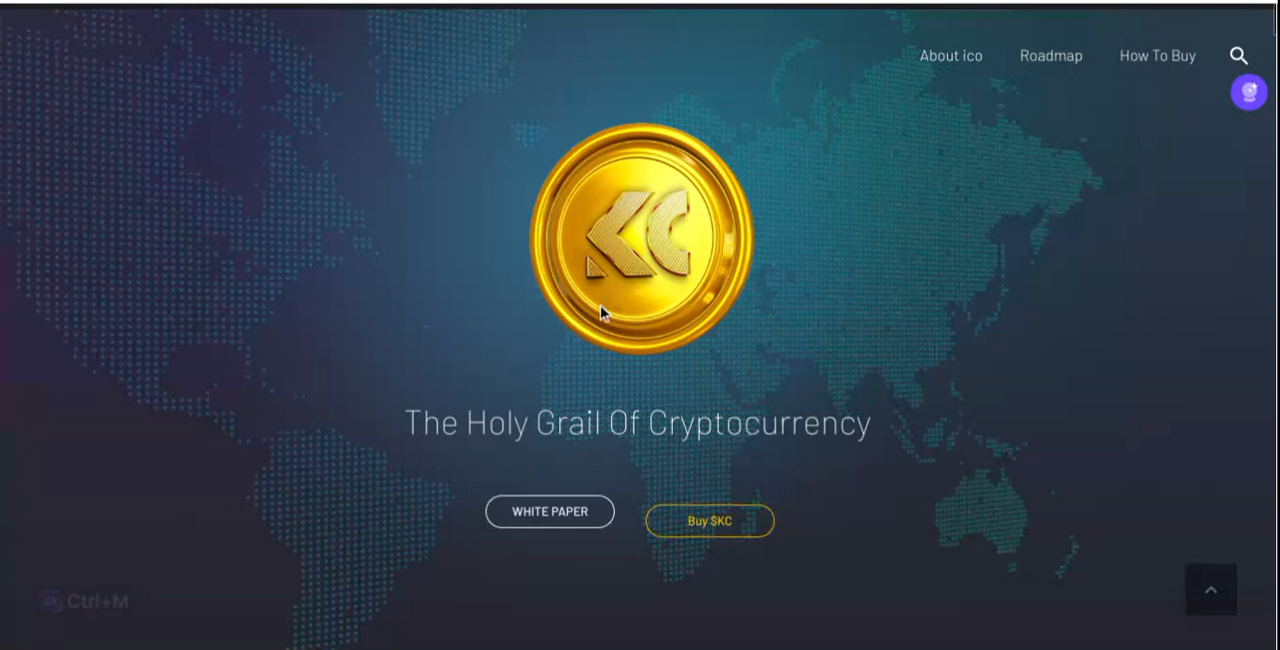 About ico Roadmap How To Buy
KC
The Holy Grail Of Cryptocurrency
WHITE PAPER
Buy $KC
Ctrl+M